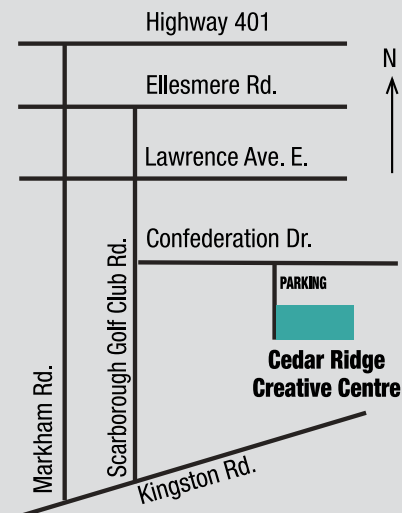 Highway 401
N
Ellesmere Rd.
Lawrence Ave. E.
Confederation Dr.
PARKING
Cedar Ridge
Creative Centre
Markham Rd.
Scarborough Golf Club Rd.
Kingston Rd.